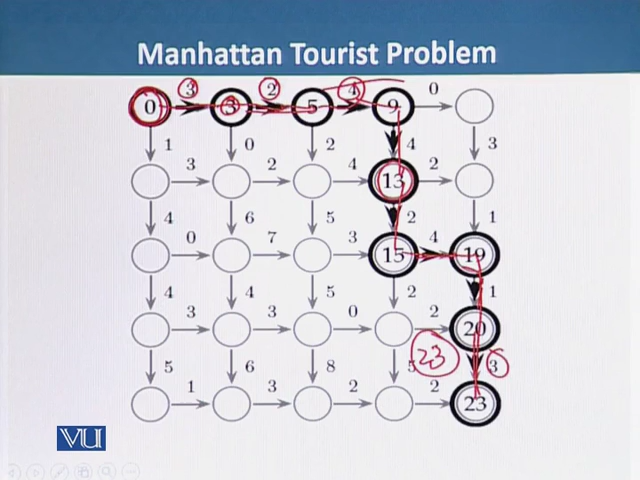 Manhattan Tourist Problem
0 3 3 2 5 4 9 0
1 0 2 4 3
3 2 4 13 2
4 6 5 2 1
0 7 3 15 4 19
4 4 5 2 1
3 3 0 2 20
23
5 6 8 5 3
1 3 2 2 23
VU